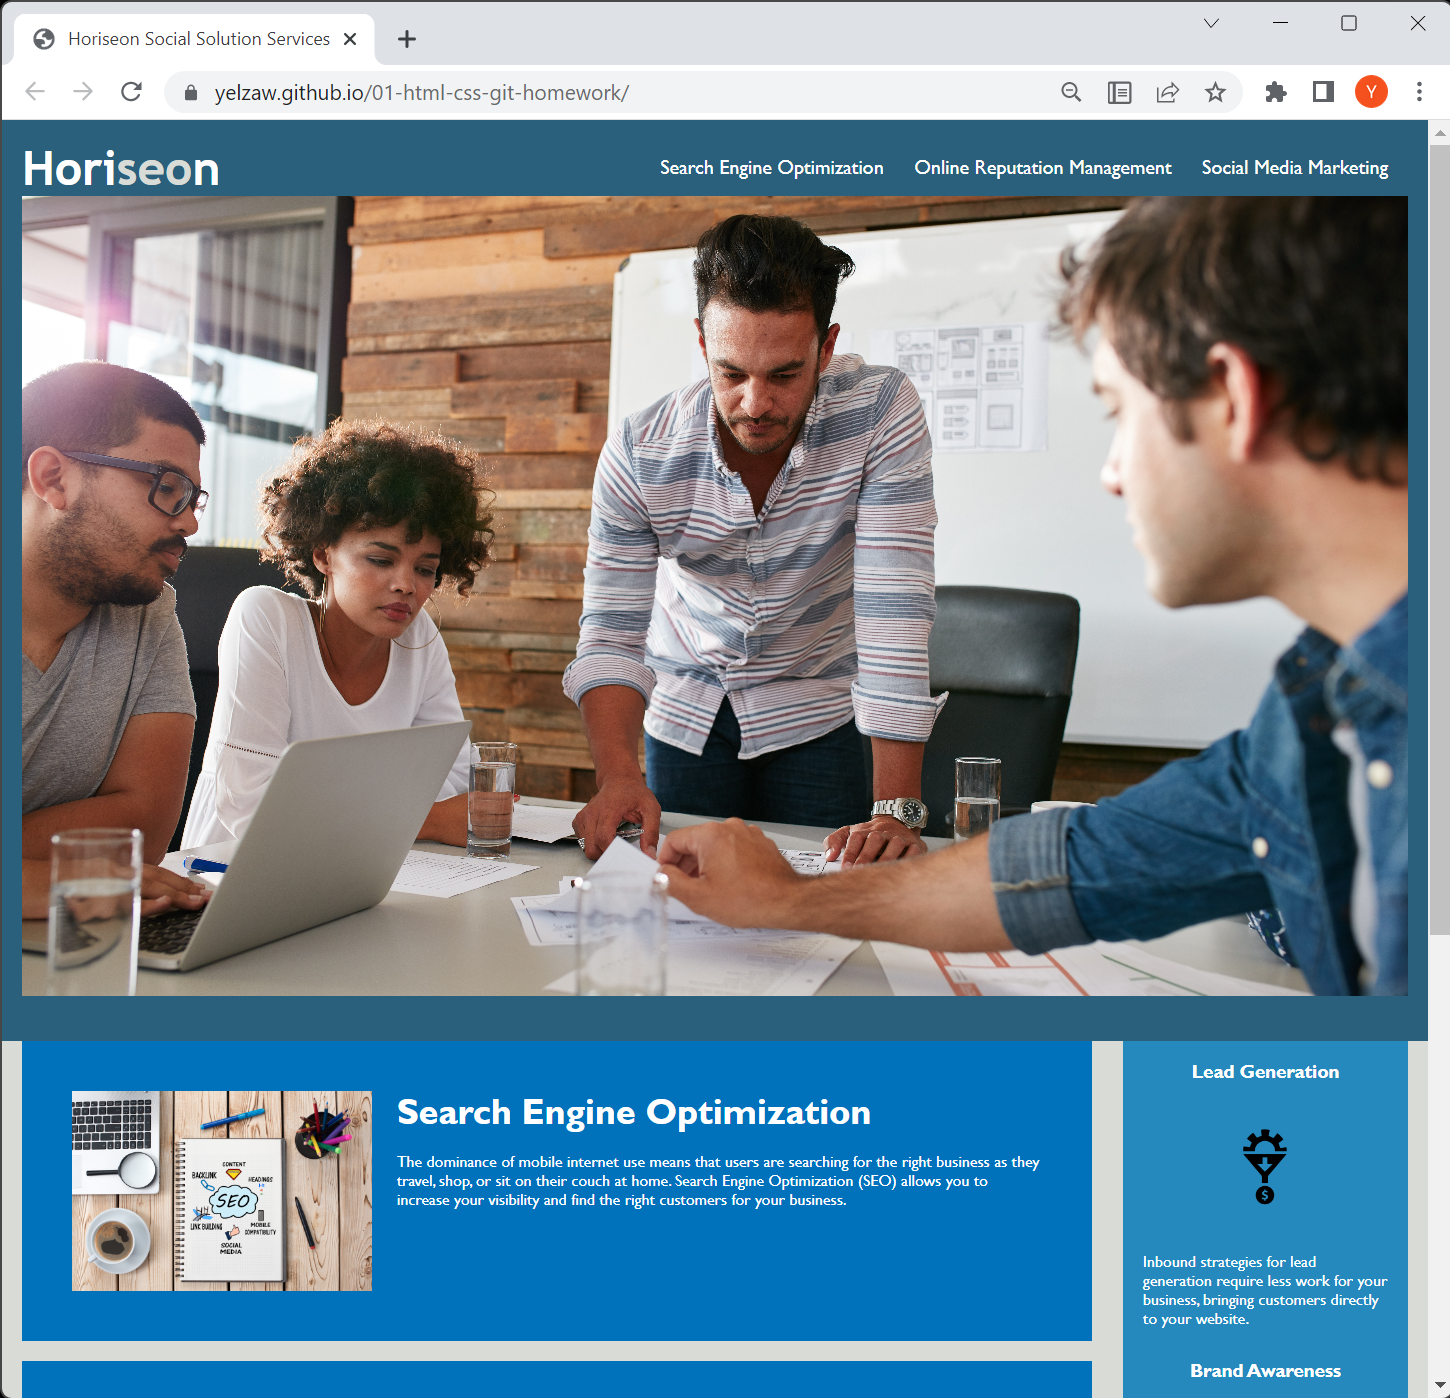 Horiseon Social Solution Services
yelzaw.github.io/01-html-css-git-homework/
Y
Horiseon
Search Engine Optimization
Online Reputation Management
Social Media Marketing
Search Engine Optimization
The dominance of mobile internet use means that users are searching for the right business as they
travel, shop, or sit on their couch at home. Search Engine Optimization (SEO) allows you to
increase your visibility and find the right customers for your business.
CONTENT
BACKLINK
HEADINGS
SEO
LINK BUILDING
MOBILE
COMPATIBILITY
SOCIAL
MEDIA
Lead Generation
$
Inbound strategies for lead
generation require less work for your
business, bringing customers directly
to your website.
Brand Awareness